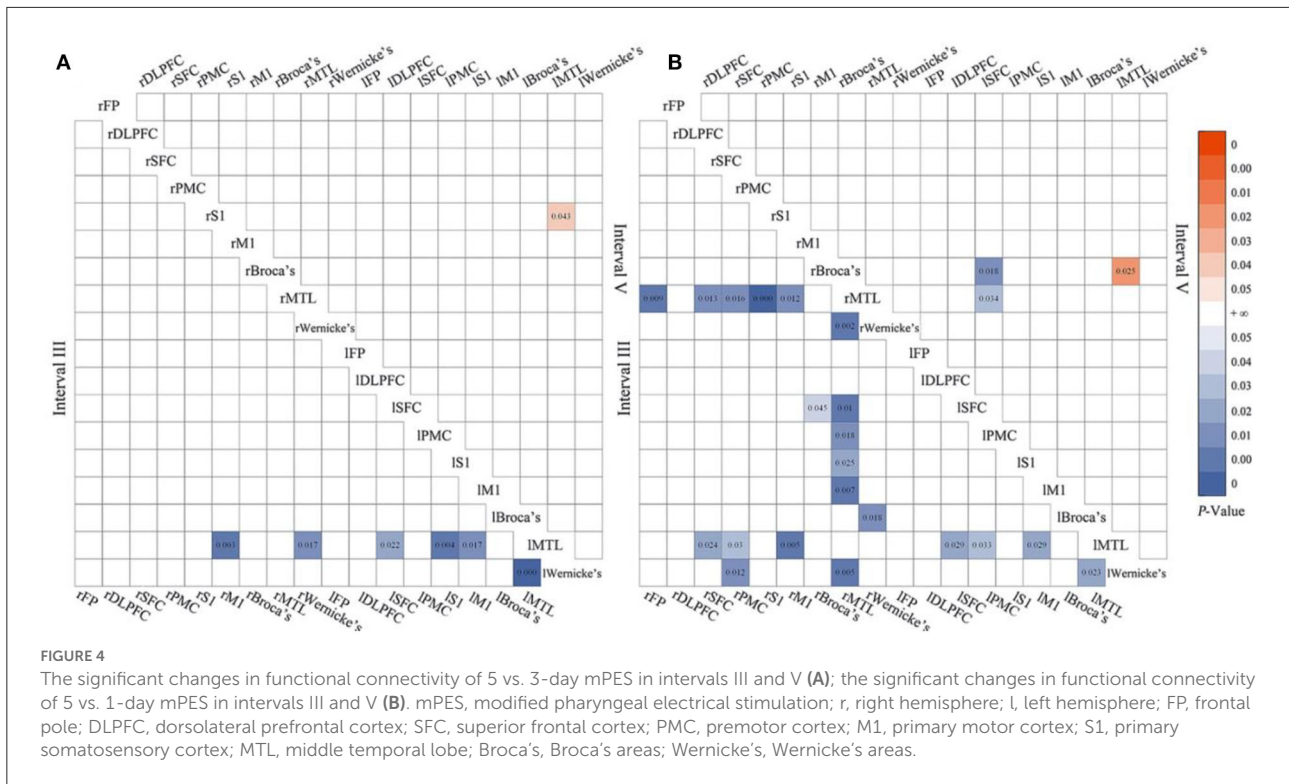 A
B
rDLPFC
rSFC
rPMC
rS1
rM1
rBroca's
rMTL
rWernicke's
lFP
lDLPFC
lSFC
lPMC
lS1
lM1
lBroca's
lMTL
lWernicke's
rFP
rDLPFC
rSFC
rPMC
rS1
0.043
rM1
rBroca's
rMTL
rWernicke's
lFP
lDLPFC
lSFC
lPMC
lS1
lM1
lBroca's
0.003
0.017
0.022
0.004
0.017
lMTL
0.000
lWernicke's
rFP
rDLPFC
rSFC
rPMC
rS1
rM1
rBroca's
rMTL
rWernicke's
lFP
lDLPFC
lSFC
lPMC
lS1
lM1
lBroca's
lMTL
Interval III
Interval V
rDLPFC
rSFC
rPMC
rS1
rM1
rBroca's
rMTL
rWernicke's
lFP
lDLPFC
lSFC
lPMC
lS1
lM1
lBroca's
lMTL
lWernicke's
rFP
rDLPFC
rSFC
rPMC
rS1
rM1
rBroca's
0.018
0.025
0.009
0.013
0.016
0.000
0.012
rMTL
0.034
0.002
rWernicke's
lFP
lDLPFC
0.045
0.01
lSFC
0.018
lPMC
0.025
lS1
0.007
lM1
0.018
lBroca's
0.024
0.03
0.005
0.029
0.033
0.029
lMTL
0.012
0.005
0.023
lWernicke's
rFP
rDLPFC
rSFC
rPMC
rS1
rM1
rBroca's
rMTL
rWernicke's
lFP
lDLPFC
lSFC
lPMC
lS1
lM1
lBroca's
lMTL
Interval III
Interval V
0
0.00
0.01
0.02
0.03
0.04
0.05
+ ∞
0.05
0.04
0.03
0.02
0.01
0.00
0
P-Value
FIGURE 4
The significant changes in functional connectivity of 5 vs. 3-day mPES in intervals III and V (A); the significant changes in functional connectivity
of 5 vs. 1-day mPES in intervals III and V (B). mPES, modified pharyngeal electrical stimulation; r, right hemisphere; l, left hemisphere; FP, frontal
pole; DLPFC, dorsolateral prefrontal cortex; SFC, superior frontal cortex; PMC, premotor cortex; M1, primary motor cortex; S1, primary
somatosensory cortex; MTL, middle temporal lobe; Broca's, Broca's areas; Wernicke's, Wernicke's areas.